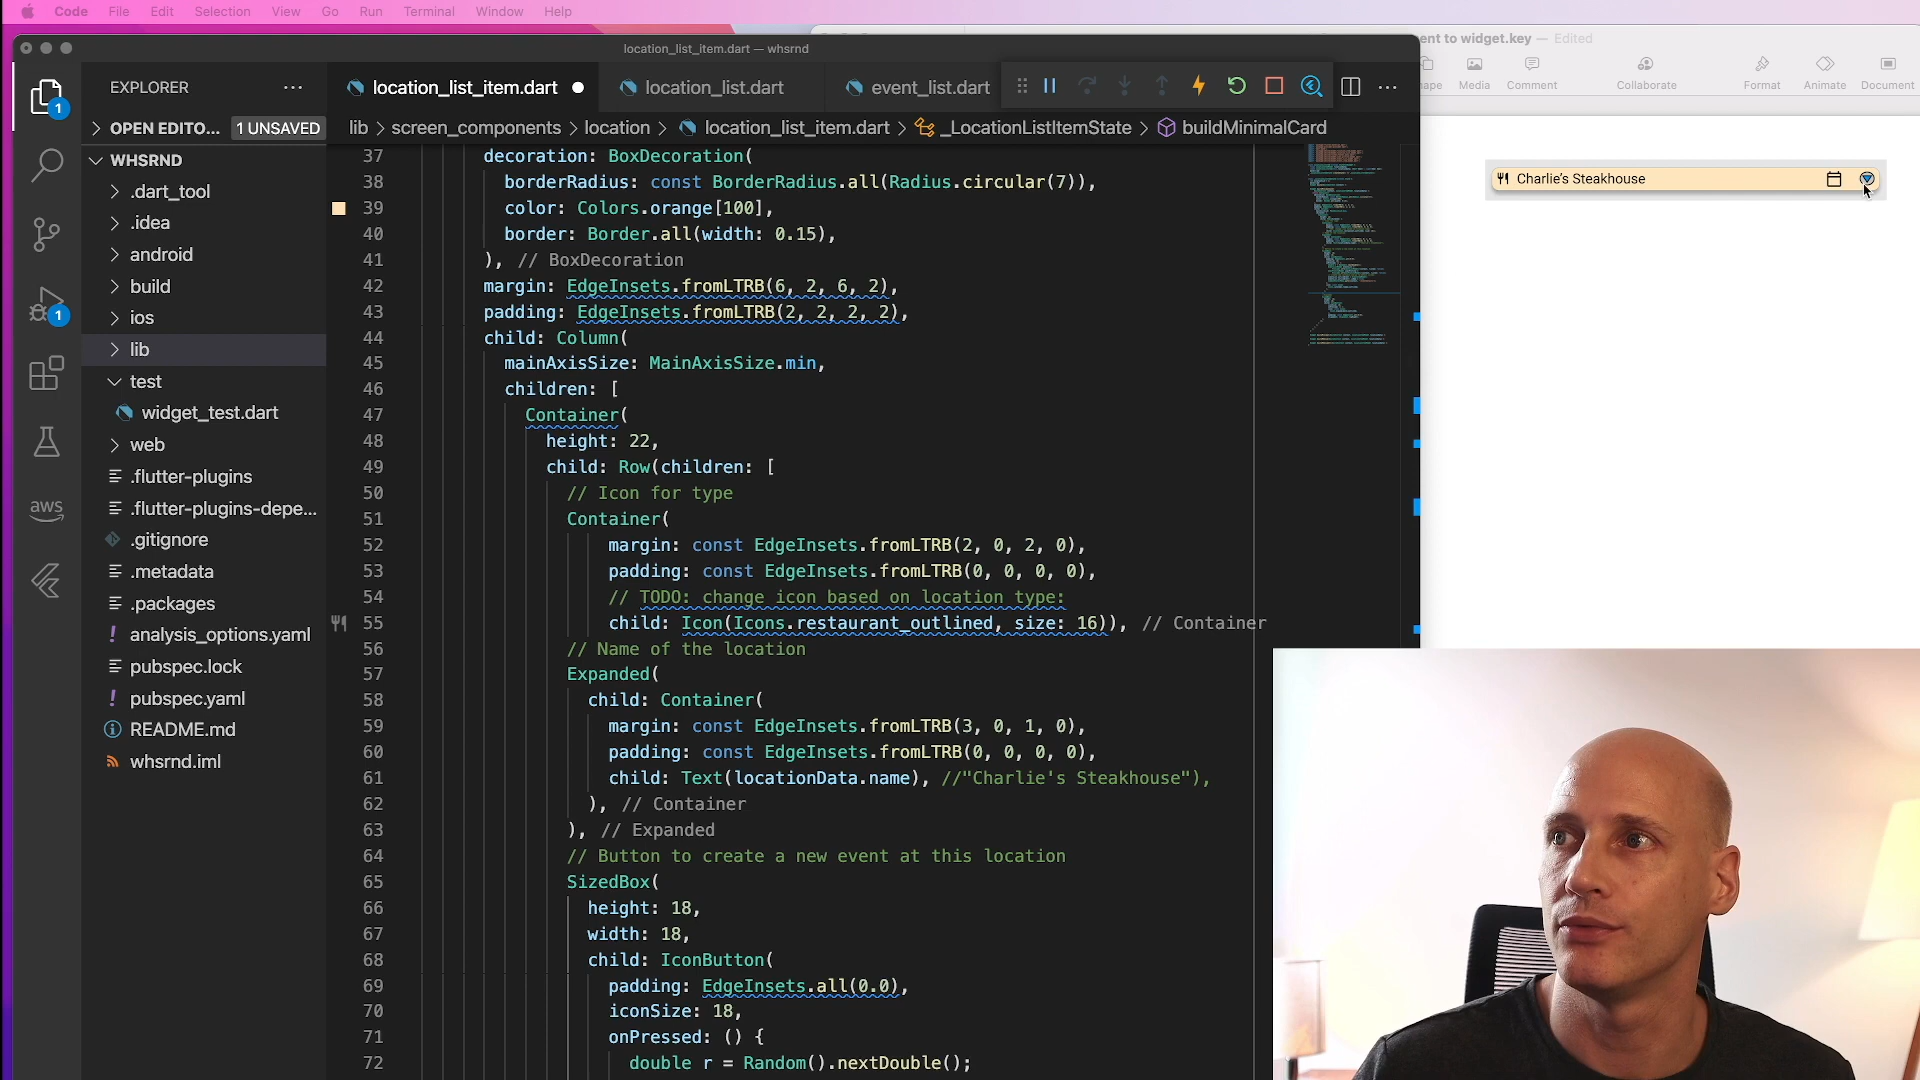 Code File Edit Selection View Go Run Terminal Window Help
location_list_item.dart — whsrnd
ent to widget.key — Edited
Media Comment Collaborate Format Animate Document
EXPLORER
location_list_item.dart
location_list.dart
event_list.dart
OPEN EDITO... 1 UNSAVED
lib > screen_components > location > location_list_item.dart > _LocationListItemState > buildMinimalCard
WHSRND
.dart_tool
.idea
android
build
ios
lib
test
widget_test.dart
web
.flutter-plugins
.flutter-plugins-depe...
.gitignore
.metadata
.packages
analysis_options.yaml
pubspec.lock
pubspec.yaml
README.md
whsrnd.iml
1
1
aws
37 decoration: BoxDecoration(
38 borderRadius: const BorderRadius.all(Radius.circular(7)),
39 color: Colors.orange[100],
40 border: Border.all(width: 0.15),
41 ), // BoxDecoration
42 margin: EdgeInsets.fromLTRB(6, 2, 6, 2),
43 padding: EdgeInsets.fromLTRB(2, 2, 2, 2),
44 child: Column(
45 mainAxisSize: MainAxisSize.min,
46 children: [
47 Container(
48 height: 22,
49 child: Row(children: [
50 // Icon for type
51 Container(
52 margin: const EdgeInsets.fromLTRB(2, 0, 2, 0),
53 padding: const EdgeInsets.fromLTRB(0, 0, 0, 0),
54 // TODO: change icon based on location type:
55 child: Icon(Icons.restaurant_outlined, size: 16)), // Container
56 // Name of the location
57 Expanded(
58 child: Container(
59 margin: const EdgeInsets.fromLTRB(3, 0, 1, 0),
60 padding: const EdgeInsets.fromLTRB(0, 0, 0, 0),
61 child: Text(locationData.name), //"Charlie's Steakhouse"),
62 ), // Container
63 ), // Expanded
64 // Button to create a new event at this location
65 SizedBox(
66 height: 18,
67 width: 18,
68 child: IconButton(
69 padding: EdgeInsets.all(0.0),
70 iconSize: 18,
71 onPressed: () {
72 double r = Random().nextDouble();
Charlie's Steakhouse